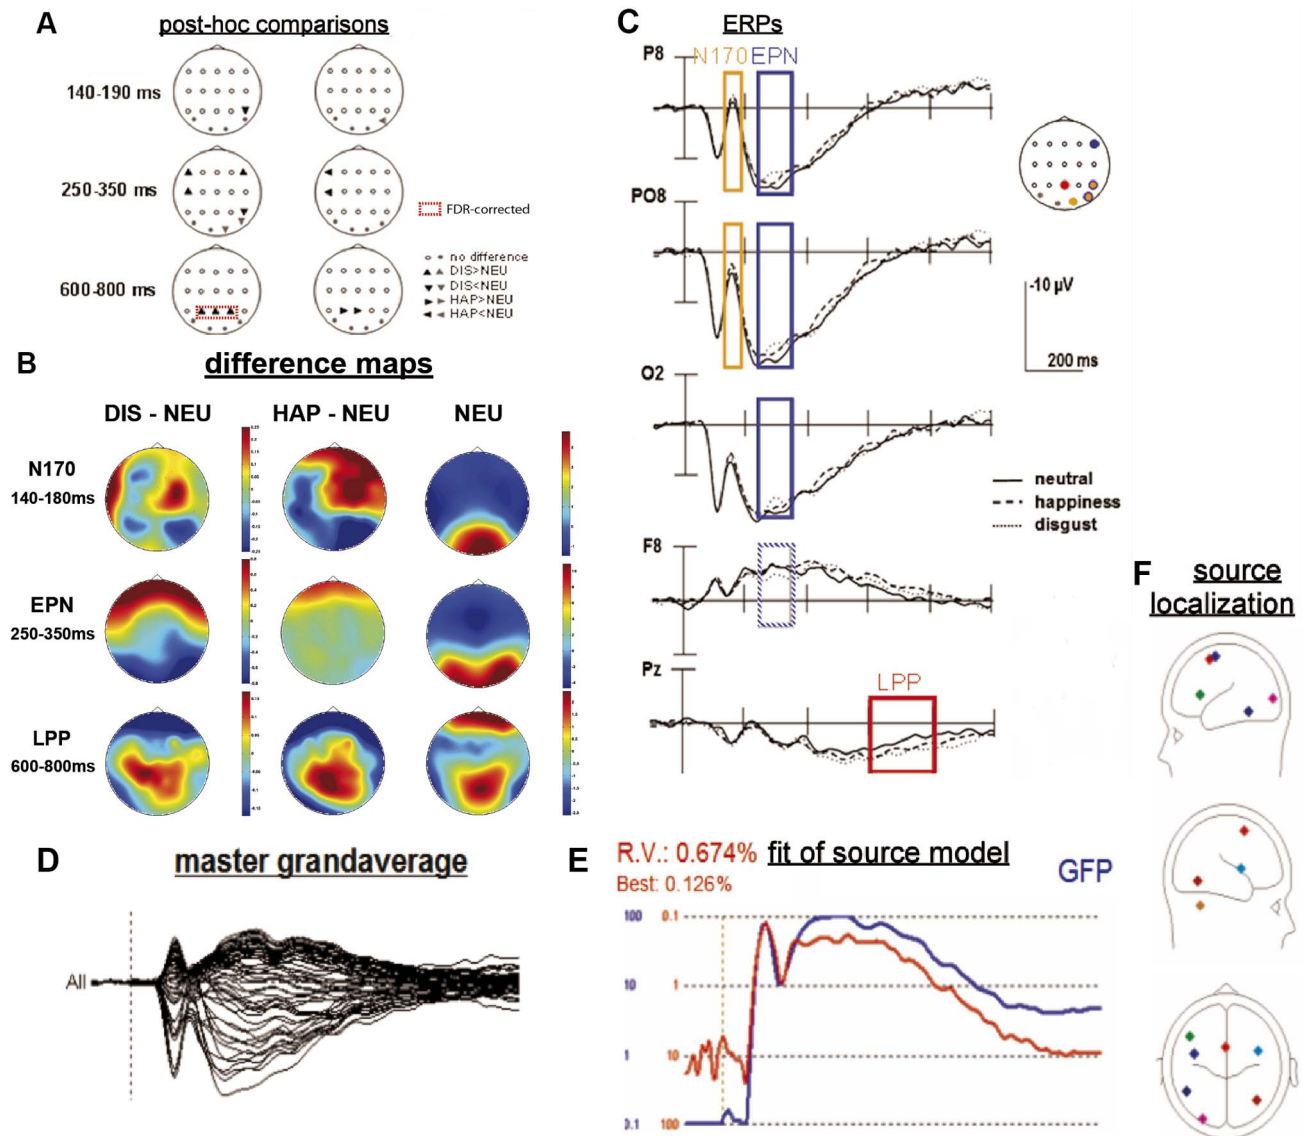 A
post-hoc comparisons
140-190 ms
250-350 ms
600-800 ms
FDR-corrected
no difference
DIS>NEU
DIS<NEU
HAP>NEU
HAP<NEU
B
difference maps
DIS - NEU
HAP - NEU
NEU
N170
140-180ms
EPN
250-350ms
LPP
600-800ms
C
ERPs
P8
N170
EPN
PO8
-10 µV
200 ms
O2
neutral
happiness
disgust
F8
Pz
LPP
D
master grandaverage
All
E
R.V.: 0.674%
fit of source model
Best: 0.126%
GFP
100 0.1
10 1
1 10
0.1 100
F
source
localization